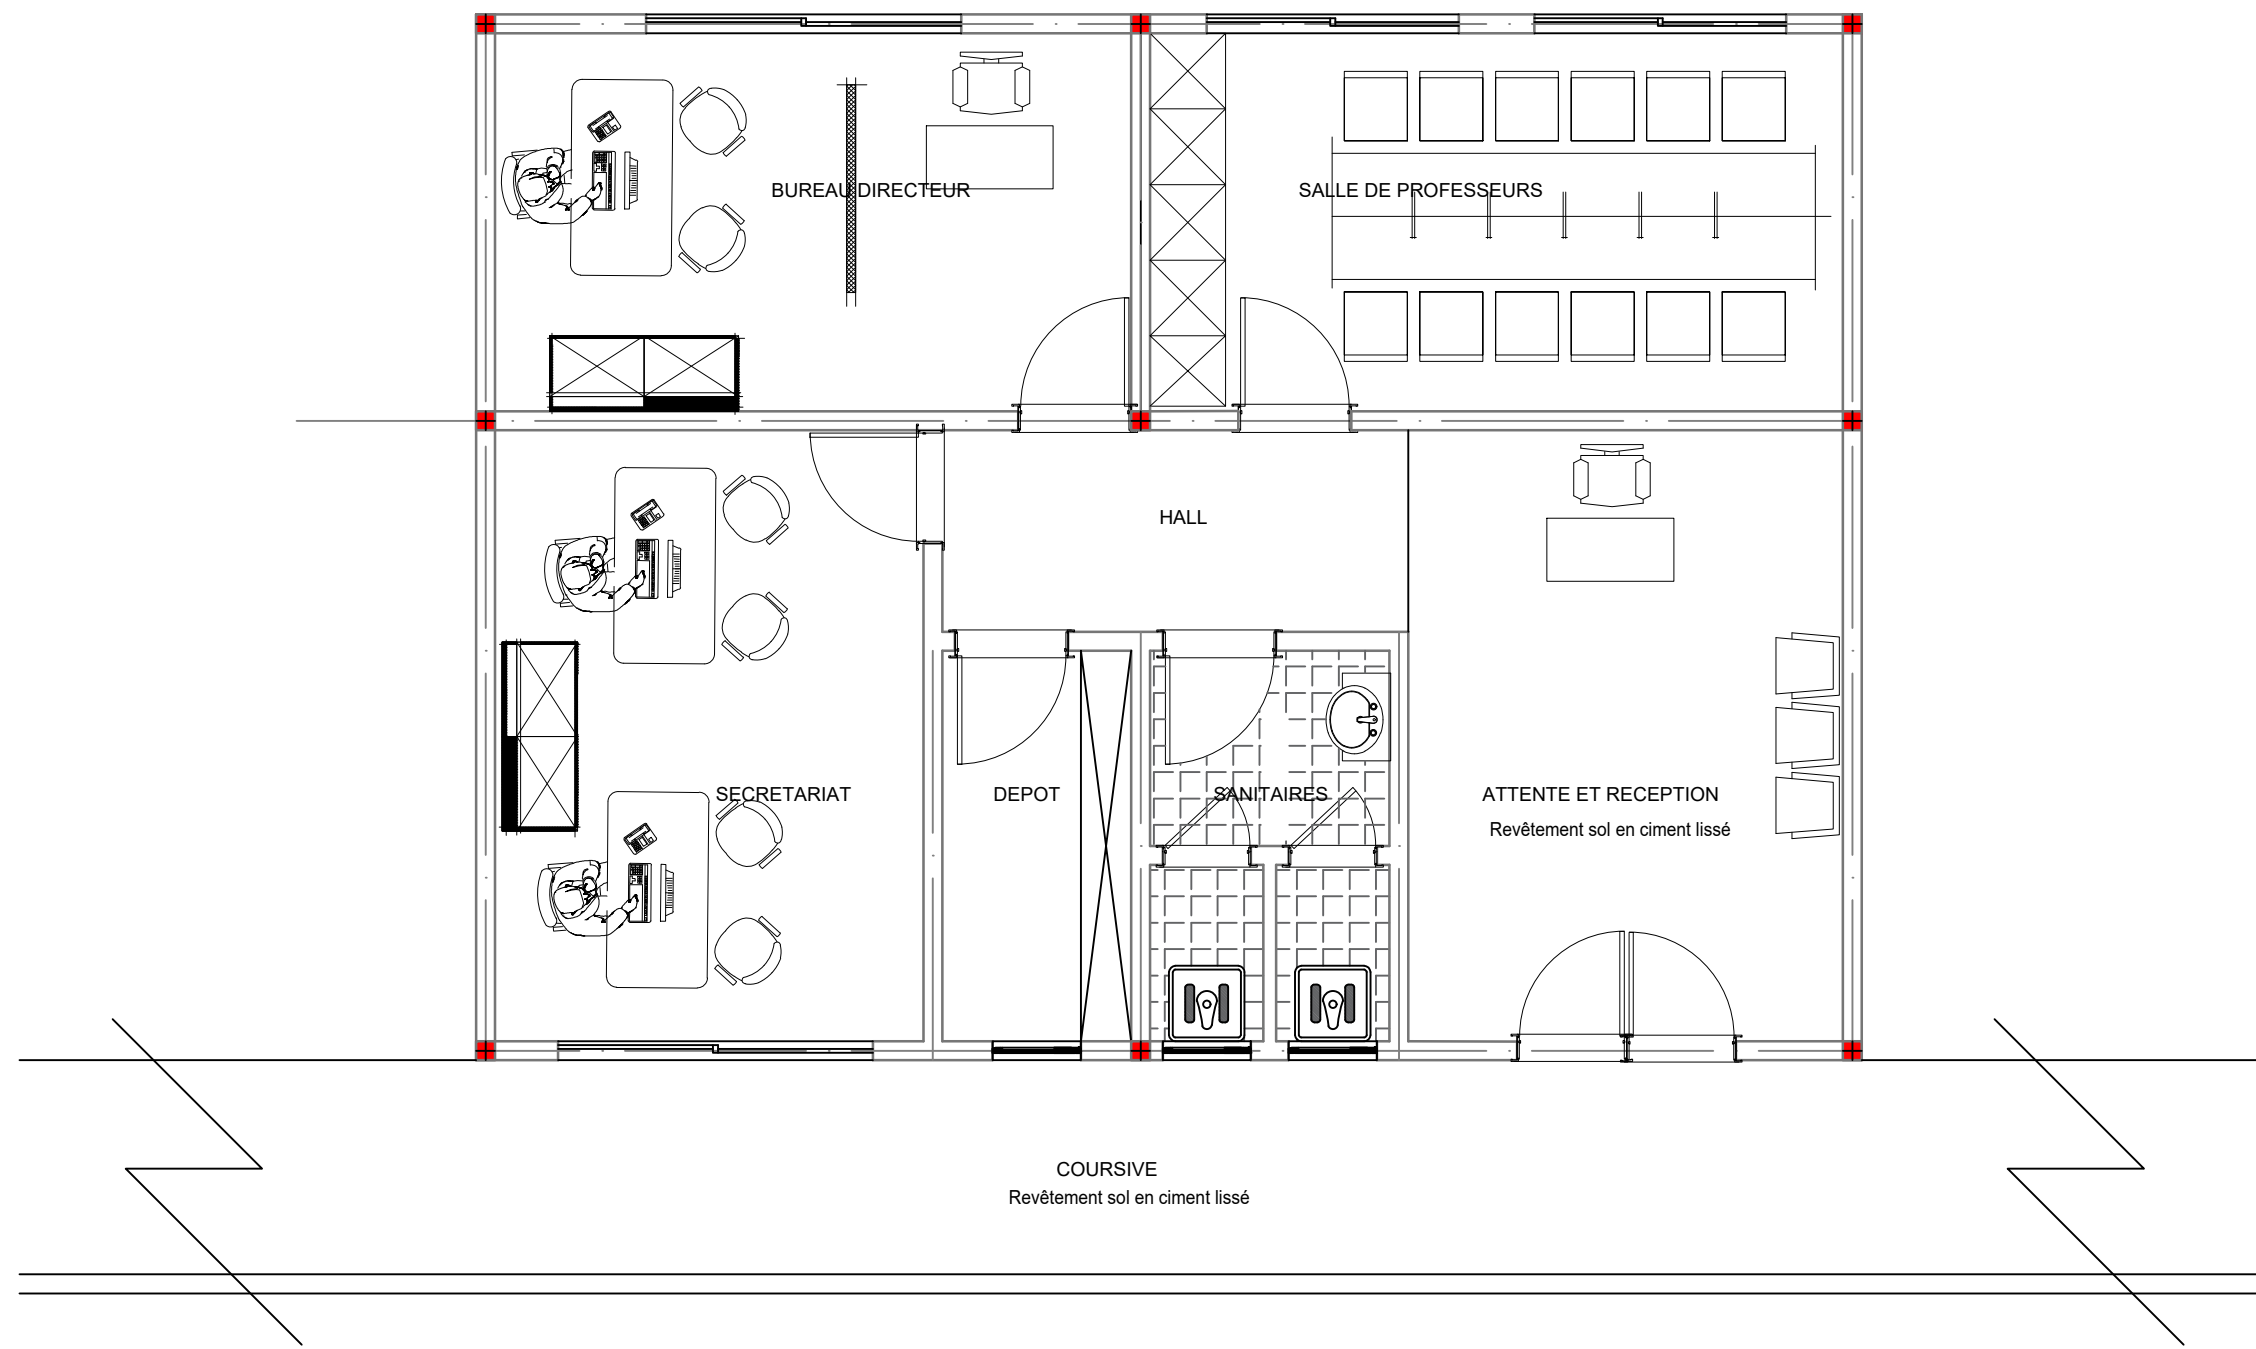 BUREAU DIRECTEUR
SALLE DE PROFESSEURS
HALL
SECRETARIAT
DEPOT
SANITAIRES
ATTENTE ET RECEPTION
Revêtement sol en ciment lissé
COURSIVE
Revêtement sol en ciment lissé